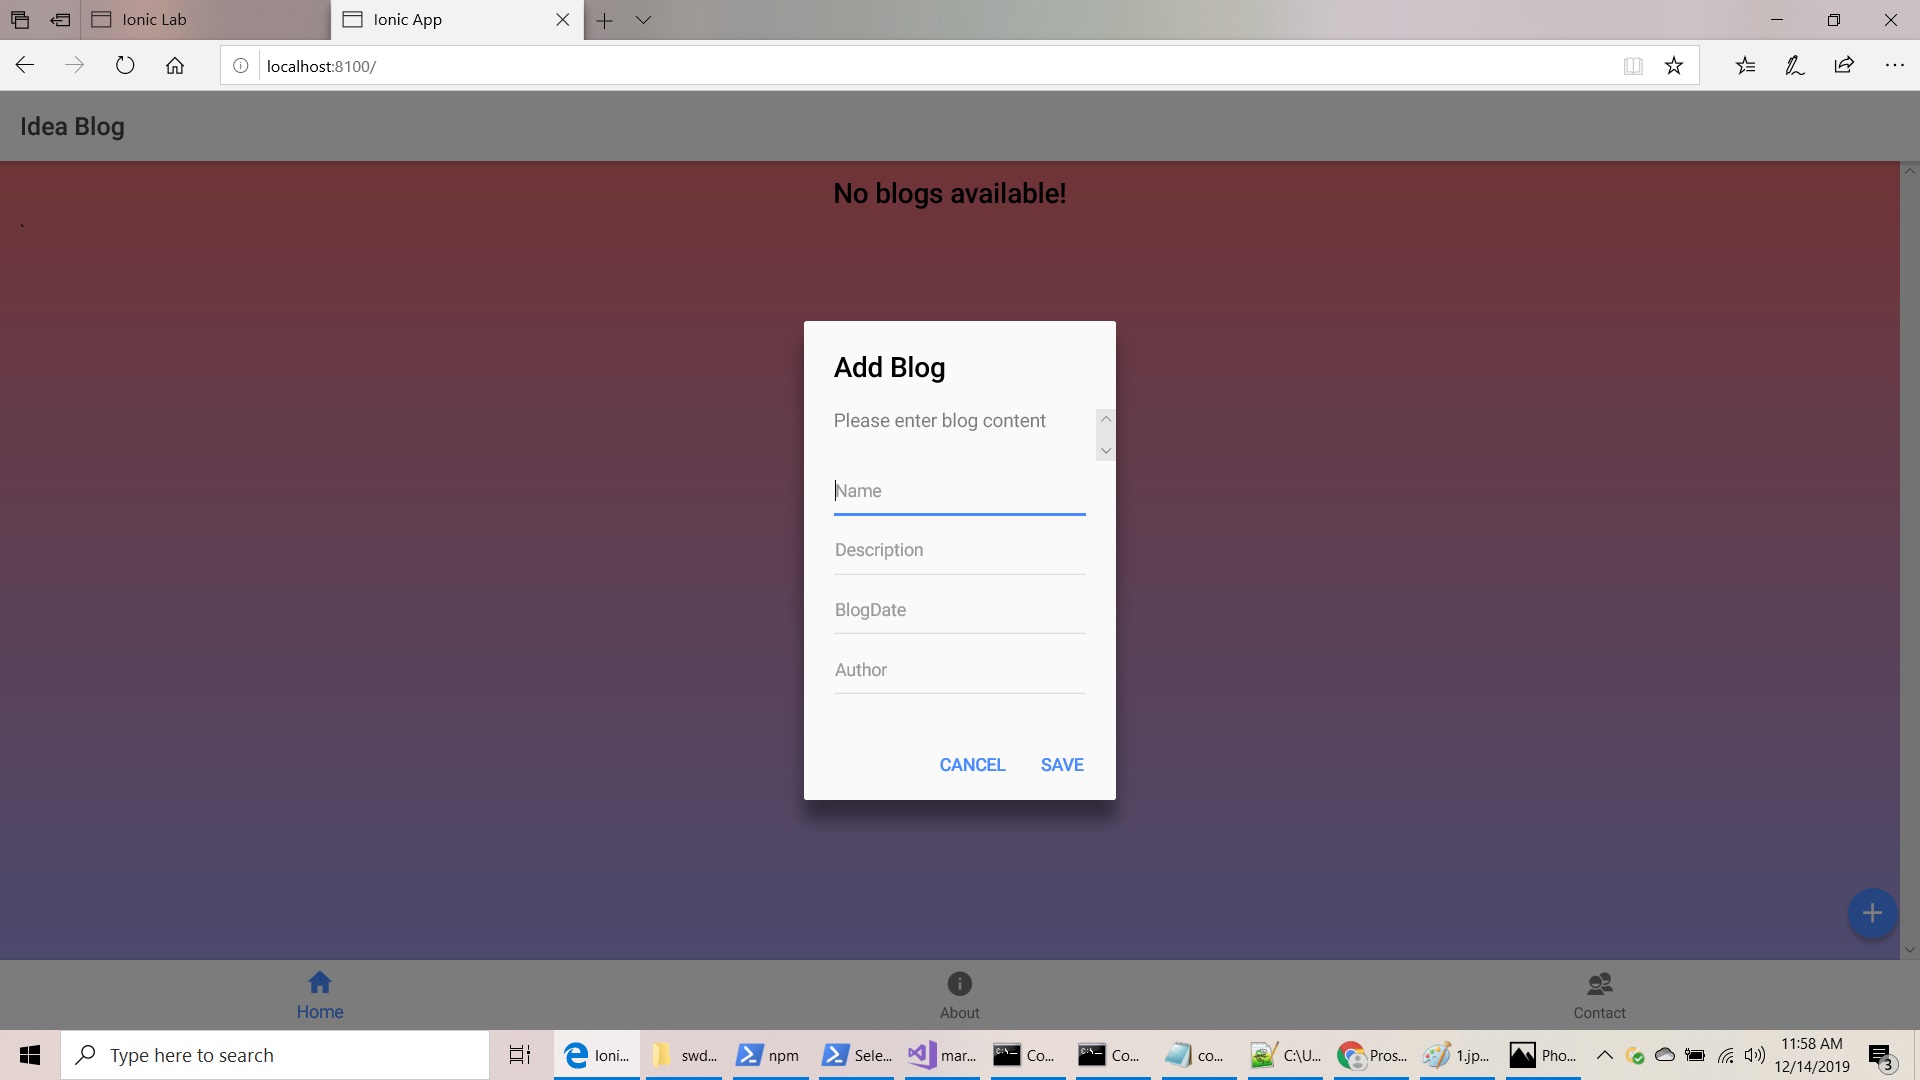 Ionic Lab
Ionic App
localhost:8100/
Idea Blog
No blogs available!
`
Add Blog
Please enter blog content
Name
Description
BlogDate
Author
CANCEL SAVE
Home
About
Contact
Type here to search
Ioni...
swd...
npm
Sele...
mar...
Co...
Co...
co...
C:\U...
Pros...
1.jp...
Pho...
11:58 AM
12/14/2019
3